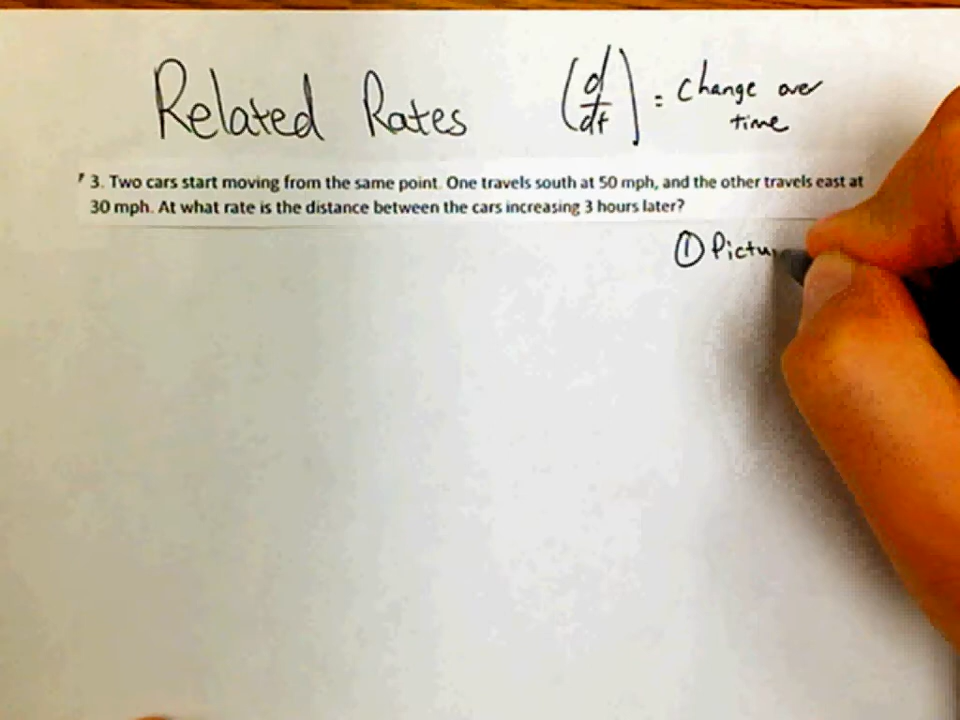 Related Rates (d/dt) = Change over time
3. Two cars start moving from the same point. One travels south at 50 mph, and the other travels east at
30 mph. At what rate is the distance between the cars increasing 3 hours later?
① Pictu